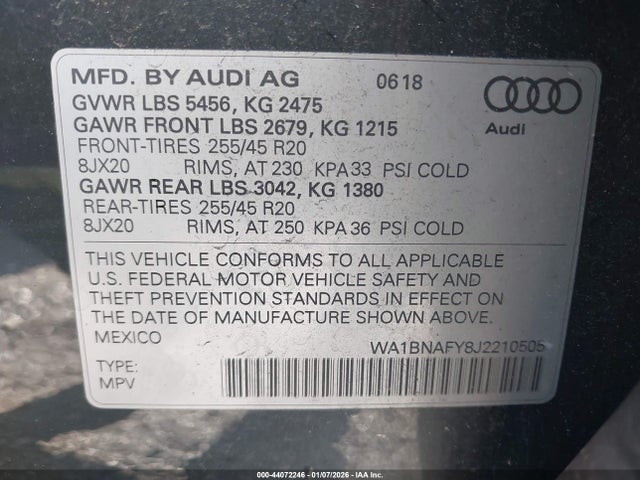 MFD. BY AUDI AG 0618
GVWR LBS 5456, KG 2475
GAWR FRONT LBS 2679, KG 1215
Audi
FRONT-TIRES 255/45 R20
8JX20 RIMS, AT 230 KPA33 PSI COLD
GAWR REAR LBS 3042, KG 1380
REAR-TIRES 255/45 R20
8JX20 RIMS, AT 250 KPA36 PSI COLD
THIS VEHICLE CONFORMS TO ALL APPLICABLE
U.S. FEDERAL MOTOR VEHICLE SAFETY AND
THEFT PREVENTION STANDARDS IN EFFECT ON
THE DATE OF MANUFACTURE SHOWN ABOVE.
MEXICO
WA1BNAFY8J2210505
TYPE:
MPV
000-44072246 - 01/07/2026 - © IAA, Inc.